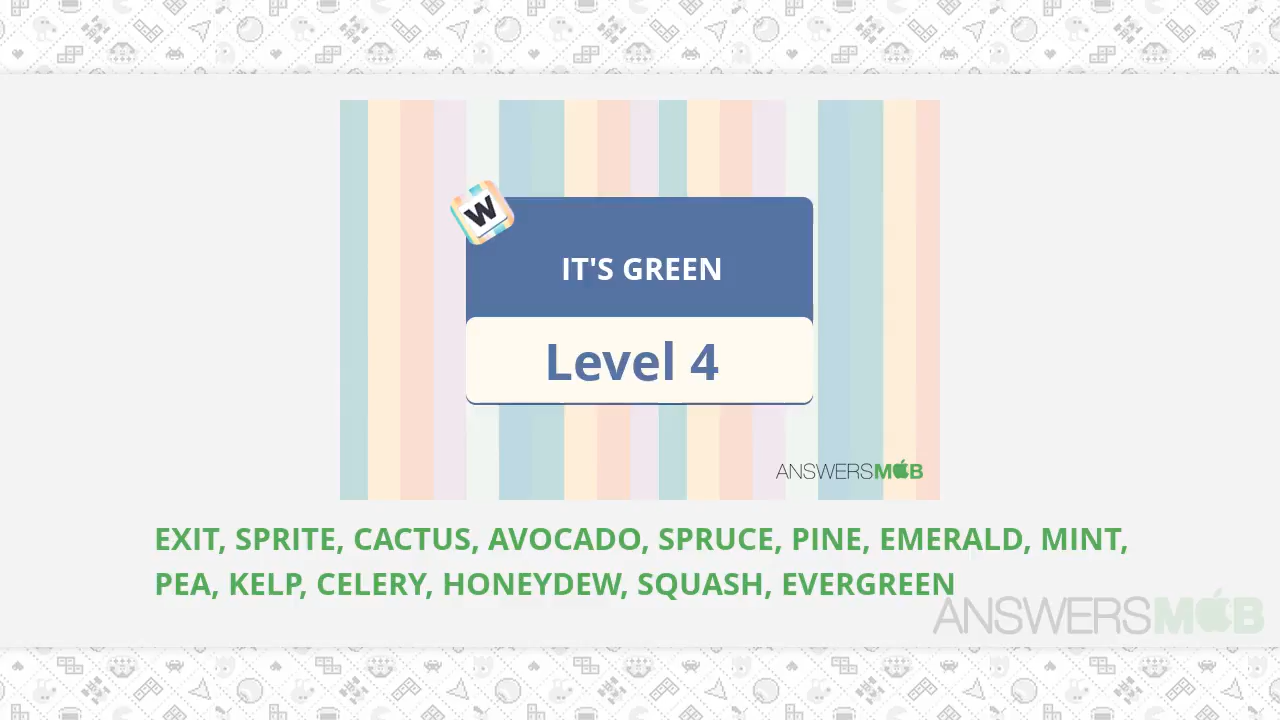 W
IT'S GREEN
Level 4
ANSWERSMOB
EXIT, SPRITE, CACTUS, AVOCADO, SPRUCE, PINE, EMERALD, MINT,
PEA, KELP, CELERY, HONEYDEW, SQUASH, EVERGREEN
ANSWERSMOB